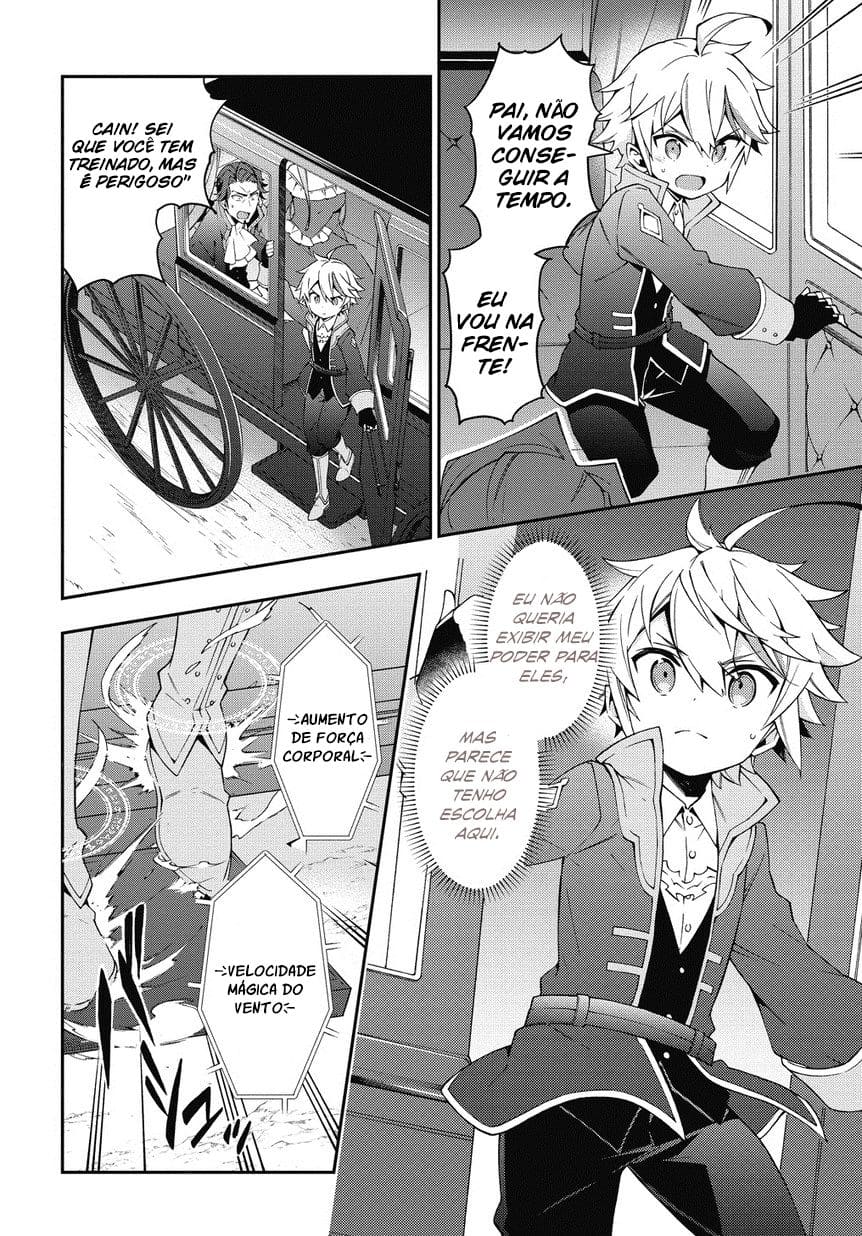 PAI, NÃO
VAMOS
CONSE-
GUIR A
TEMPO.
EU
VOU NA
FREN-
TE!
CAIN! SEI
QUE VOCÊ TEM
TREINADO, MAS
É PERIGOSO"
EU NÃO
QUERIA
EXIBIR MEU
PODER PARA
ELES,
MAS
PARECE
QUE NÃO
TENHO
ESCOLHA
AQUI.
AUMENTO
DE FORÇA
CORPORAL
VELOCIDADE
MÁGICA DO
VENTO